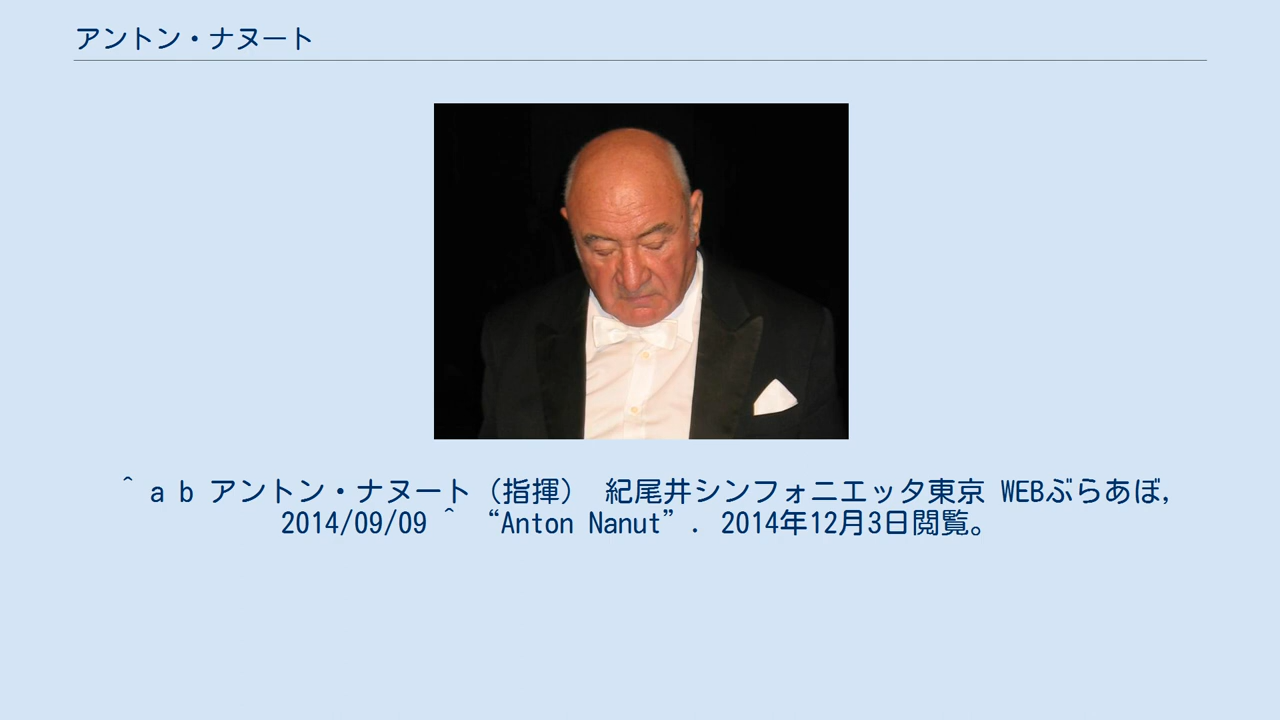 アントン・ナヌート
^ a b アントン・ナヌート（指揮） 紀尾井シンフォニエッタ東京 WEBぶらあぼ,
2014/09/09 ^ “Anton Nanut”. 2014年12月3日閲覧。